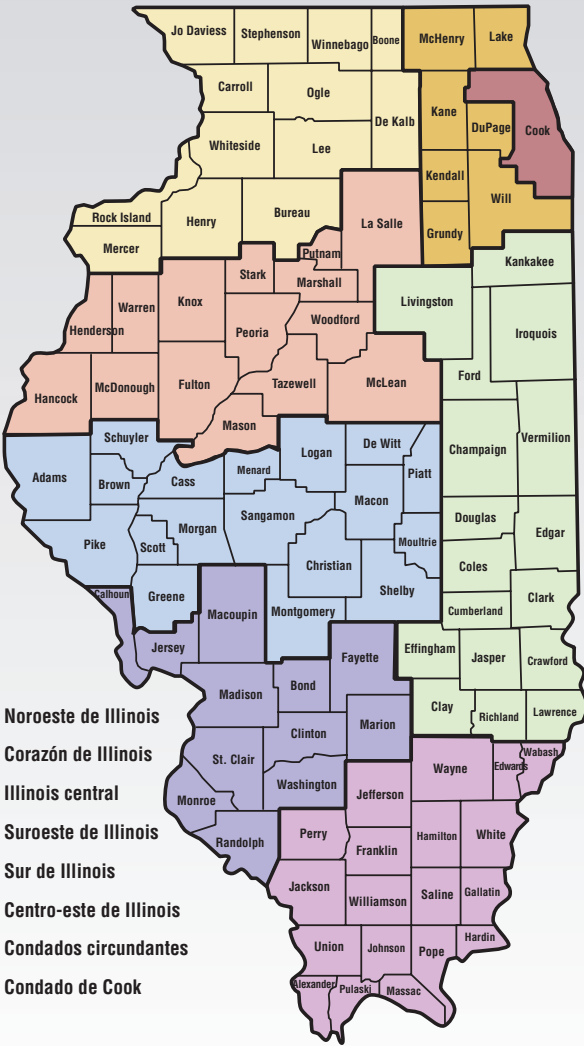 Jo Daviess
Stephenson
Winnebago
Boone
McHenry
Lake
Carroll
Ogle
De Kalb
Kane
DuPage
Cook
Whiteside
Lee
Kendall
Will
Rock Island
Henry
Bureau
La Salle
Grundy
Mercer
Putnam
Kankakee
Stark
Marshall
Livingston
Henderson
Warren
Knox
Peoria
Woodford
Iroquois
Ford
Hancock
McDonough
Fulton
Tazewell
McLean
Mason
Schuyler
Logan
De Witt
Champaign
Vermilion
Adams
Brown
Cass
Menard
Piatt
Macon
Sangamon
Morgan
Douglas
Edgar
Pike
Scott
Moultrie
Christian
Coles
Calhoun
Greene
Shelby
Clark
Macoupin
Montgomery
Cumberland
Jersey
Fayette
Effingham
Jasper
Crawford
Madison
Bond
Clay
Richland
Lawrence
Noroeste de Illinois
Clinton
Marion
Corazón de Illinois
St. Clair
Wabash
Wayne
Edwards
Illinois central
Washington
Monroe
Jefferson
Suroeste de Illinois
Randolph
Perry
Hamilton
White
Franklin
Sur de Illinois
Jackson
Williamson
Saline
Gallatin
Centro-este de Illinois
Hardin
Condados circundantes
Union
Johnson
Pope
Condado de Cook
Alexander
Pulaski
Massac